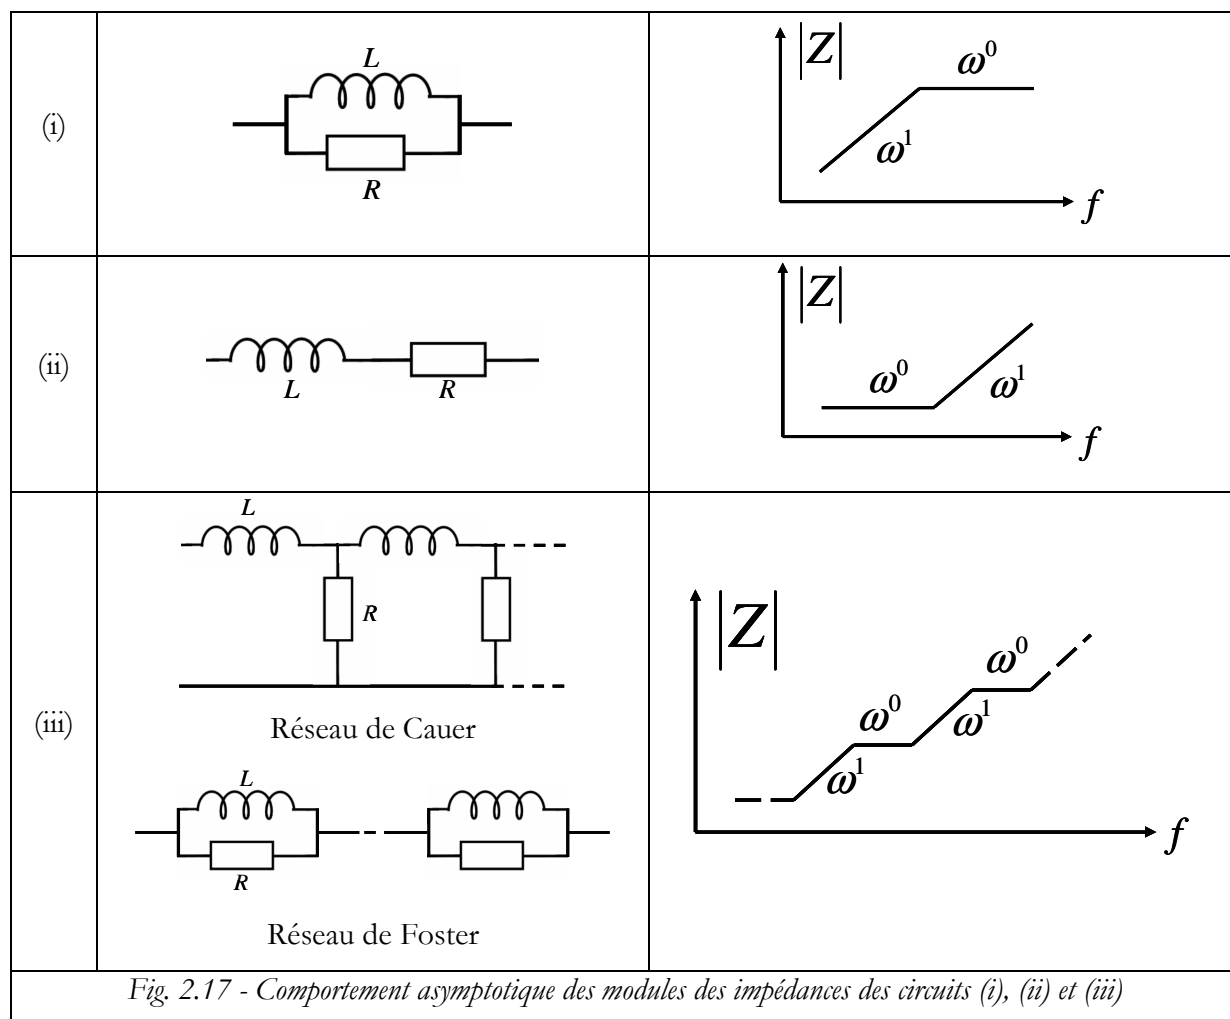 (i)
L
R
|Z|
ω⁰
ω¹
f
(ii)
L
R
|Z|
ω⁰
ω¹
f
(iii)
L
R
Réseau de Cauer
L
R
Réseau de Foster
|Z|
ω⁰
ω⁰
ω¹
ω¹
f
Fig. 2.17 - Comportement asymptotique des modules des impédances des circuits (i), (ii) et (iii)